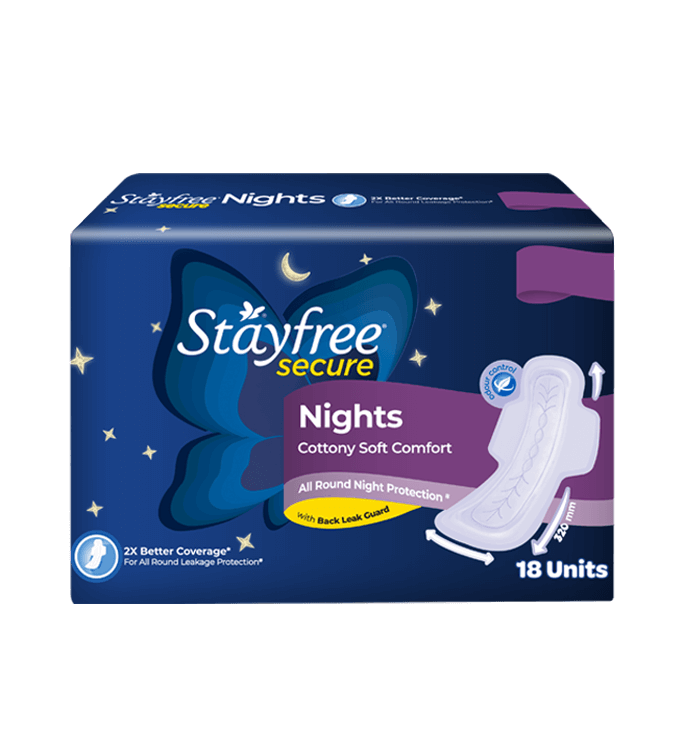 Stayfree® Nights 2X Better Coverage*
secure For All Round Leakage Protection#
Stayfree®
secure
odour control
Nights
Cottony Soft Comfort
All Round Night Protection#
with Back Leak Guard
320 mm
2X Better Coverage*
For All Round Leakage Protection#
18 Units